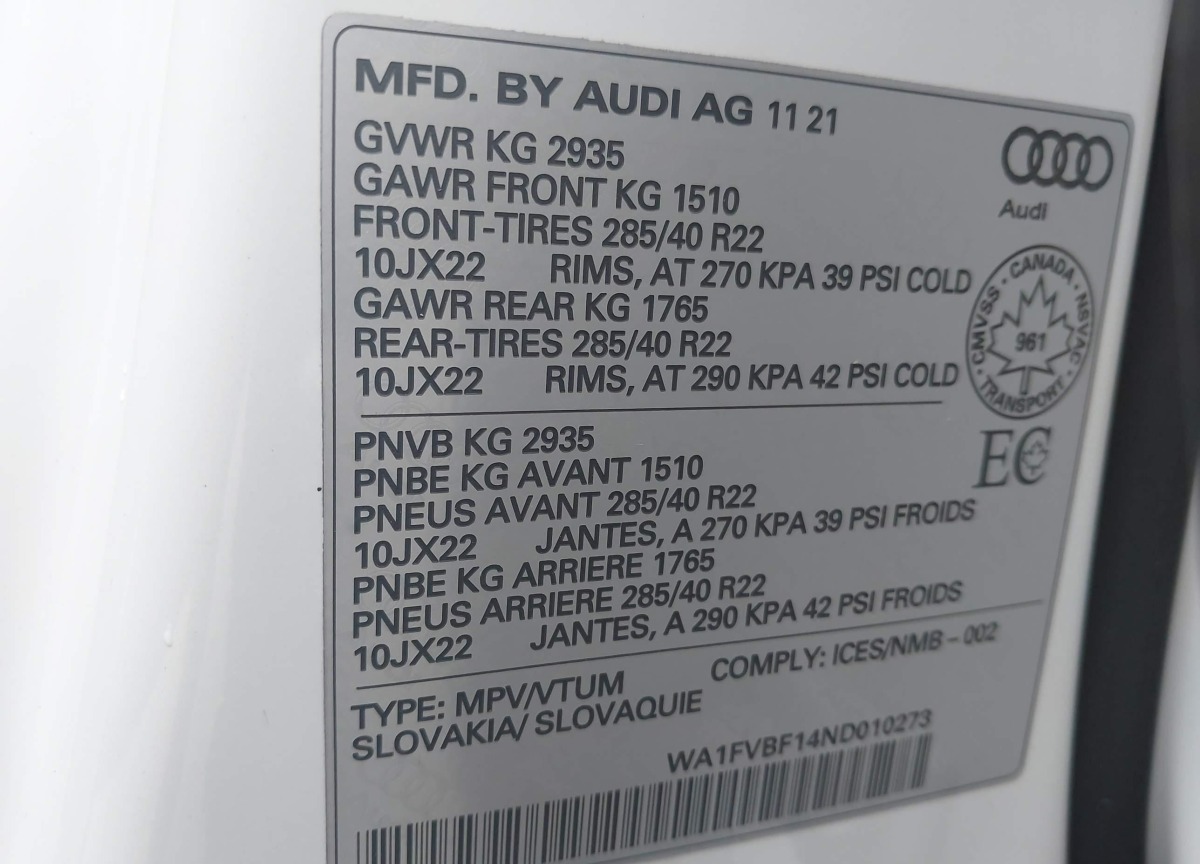 MFD. BY AUDI AG 11 21
GVWR KG 2935
GAWR FRONT KG 1510
FRONT-TIRES 285/40 R22
10JX22 RIMS, AT 270 KPA 39 PSI COLD
GAWR REAR KG 1765
REAR-TIRES 285/40 R22
10JX22 RIMS, AT 290 KPA 42 PSI COLD
Audi
CANADA
CMVSS
NSVAC
961
TRANSPORT
EC
PNVB KG 2935
PNBE KG AVANT 1510
PNEUS AVANT 285/40 R22
10JX22 JANTES, A 270 KPA 39 PSI FROIDS
PNBE KG ARRIERE 1765
PNEUS ARRIERE 285/40 R22
10JX22 JANTES, A 290 KPA 42 PSI FROIDS
TYPE: MPV/VTUM COMPLY: ICES/NMB - 002
SLOVAKIA/ SLOVAQUIE
WA1FVBF14ND010273